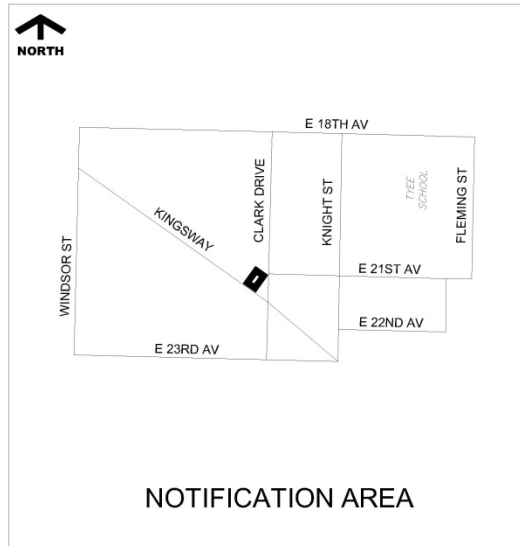 NORTH
E 18TH AV
CLARK DRIVE
KNIGHT ST
TYEE
SCHOOL
FLEMING ST
KINGSWAY
WINDSOR ST
E 21ST AV
E 22ND AV
E 23RD AV
NOTIFICATION AREA